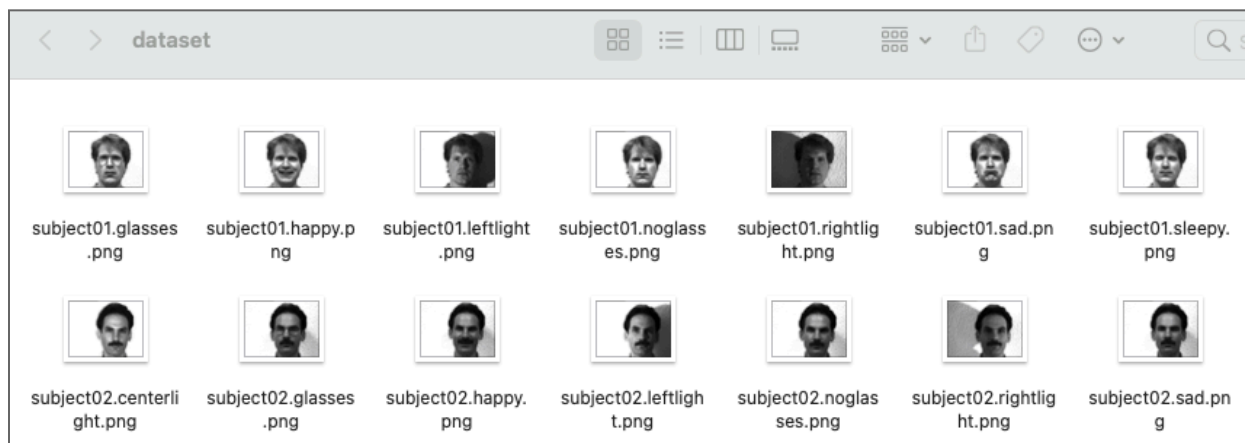 dataset
subject01.glasses subject01.happy.p subject01.leftlight subject01.noglass subject01.rightlig subject01.sad.pn subject01.sleepy.
.png ng .png es.png ht.png g png
subject02.centerli subject02.glasses subject02.happy. subject02.leftligh subject02.noglas subject02.rightlig subject02.sad.pn
ght.png .png png t.png ses.png ht.png g